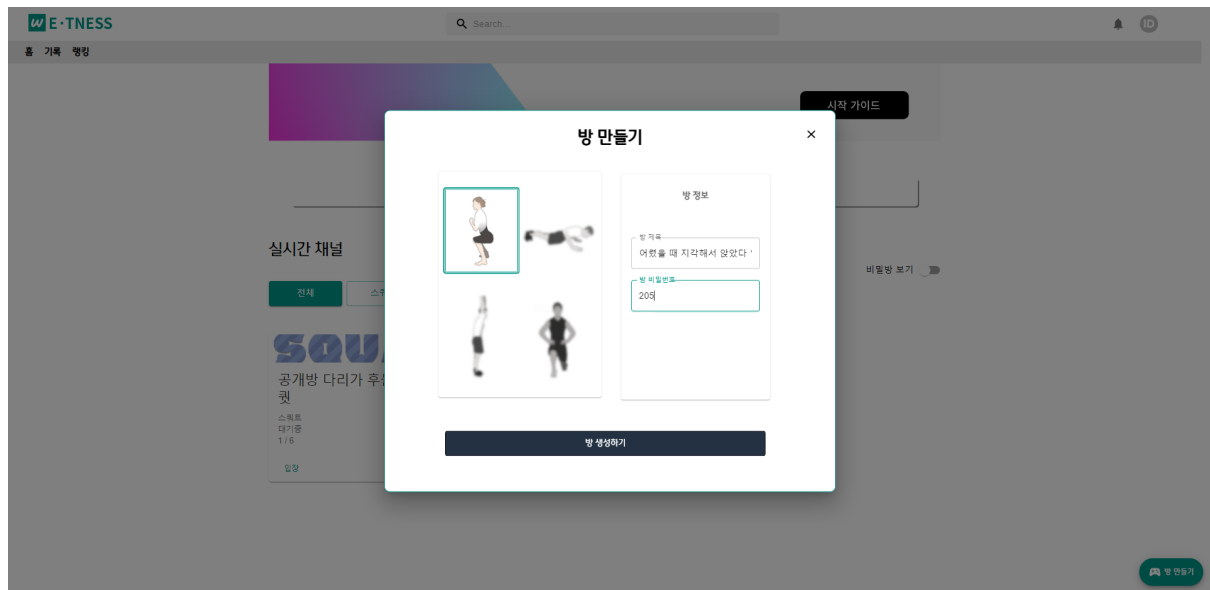 W E·TNESS
Search...
ID
홈 기록 랭킹
시작 가이드
방 만들기
방 정보
방 제목
어렸을 때 지각해서 앉았다
방 비밀번호
205
방 생성하기
실시간 채널
비밀방 보기
전체
스쿼
SQUA
공개방 다리가 후
큇
스쿼트
대기중
1 / 6
입장
방 만들기